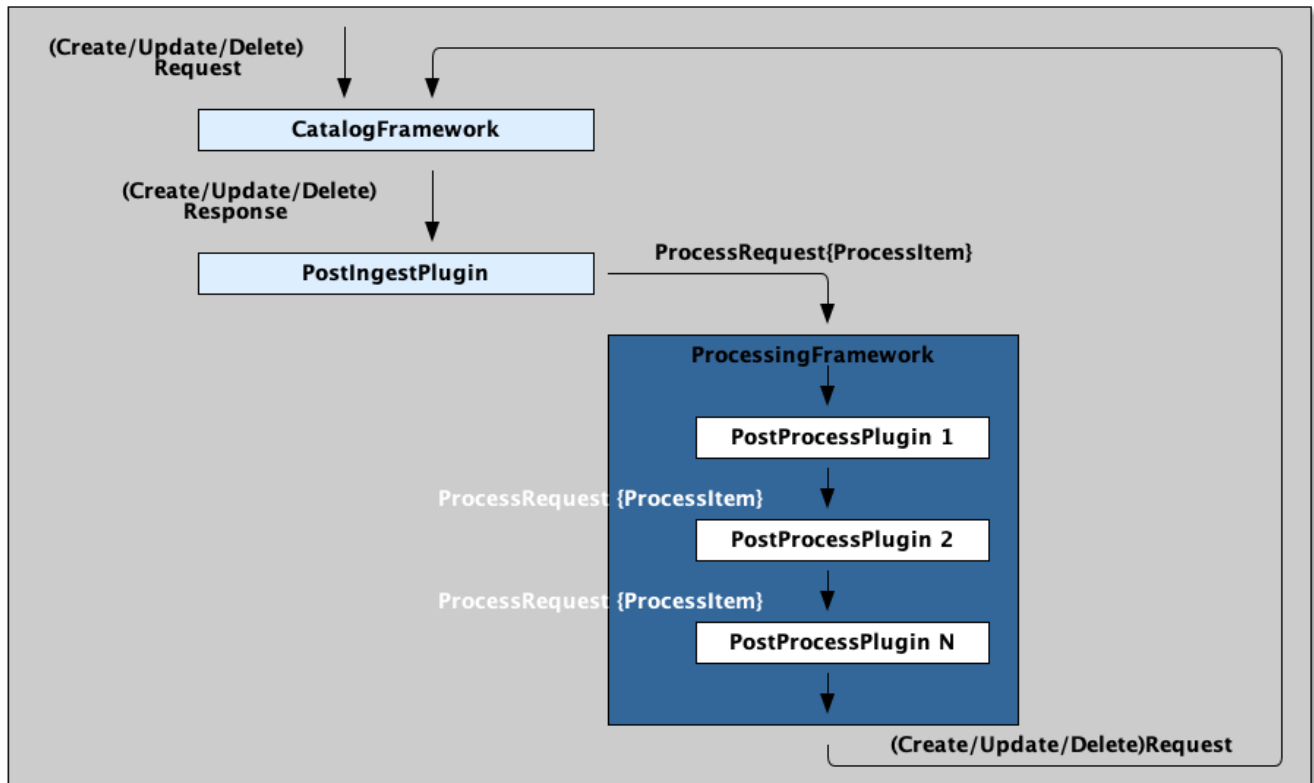 (Create/Update/Delete)
Request
CatalogFramework
(Create/Update/Delete)
Response
PostIngestPlugin
ProcessRequest{ProcessItem}
ProcessingFramework
PostProcessPlugin 1
ProcessRequest {ProcessItem}
PostProcessPlugin 2
ProcessRequest {ProcessItem}
PostProcessPlugin N
(Create/Update/Delete)Request